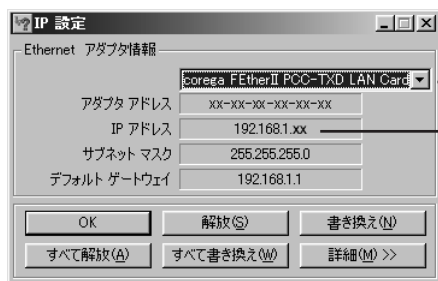 IP 設定
Ethernet アダプタ情報
corega FEtherII PCC-TXD LAN Card
アダプタ アドレス xx-xx-xx-xx-xx-xx
IP アドレス 192.168.1.xx
サブネット マスク 255.255.255.0
デフォルト ゲートウェイ 192.168.1.1
OK 解放(S) 書き換え(N)
すべて解放(A) すべて書き換え(W) 詳細(M) >>